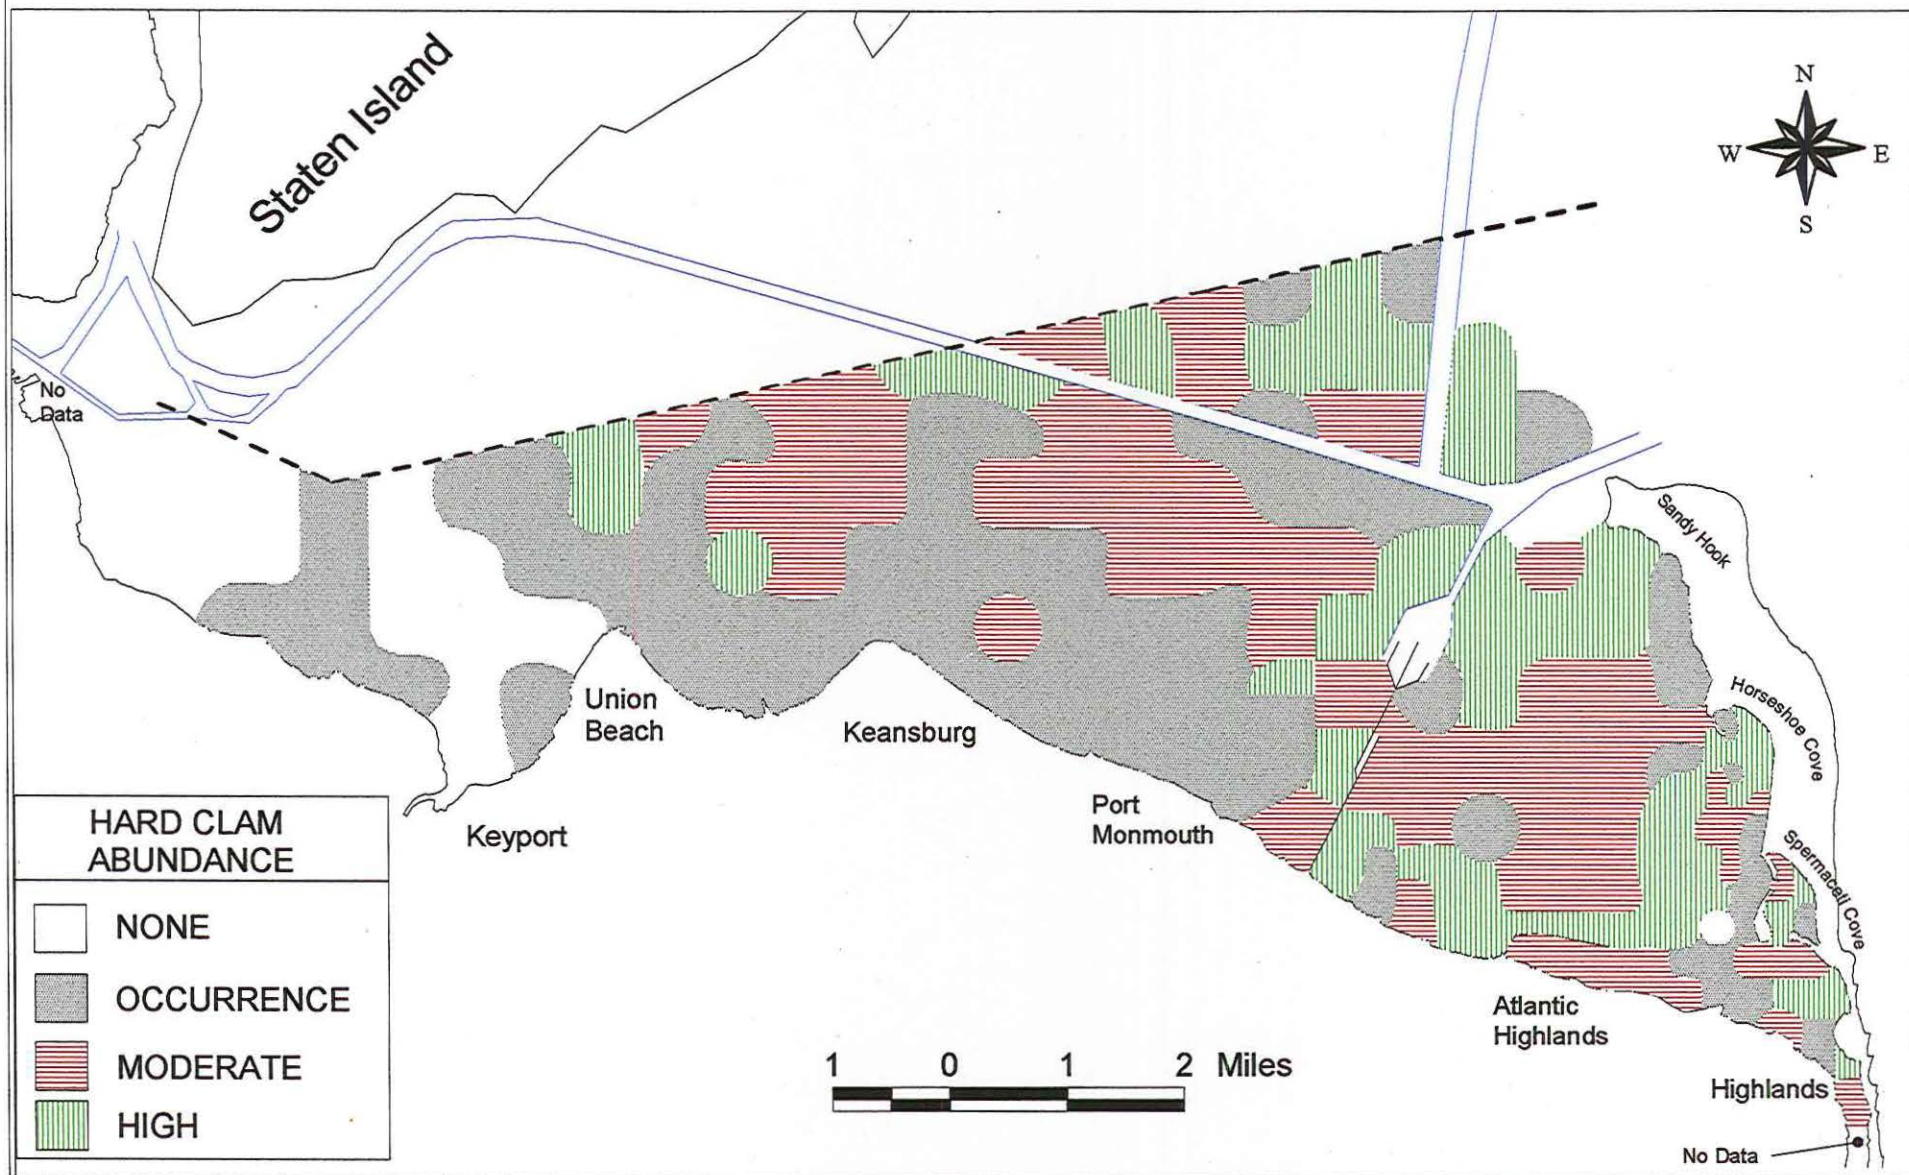 Staten Island
N
W
E
S
No
Data
Sandy Hook
Horseshoe Cove
Union
Beach
Keansburg
Port
Monmouth
Keyport
Spermaceti Cove
HARD CLAM
ABUNDANCE
NONE
OCCURRENCE
MODERATE
HIGH
Atlantic
Highlands
1 0 1 2 Miles
Highlands
No Data